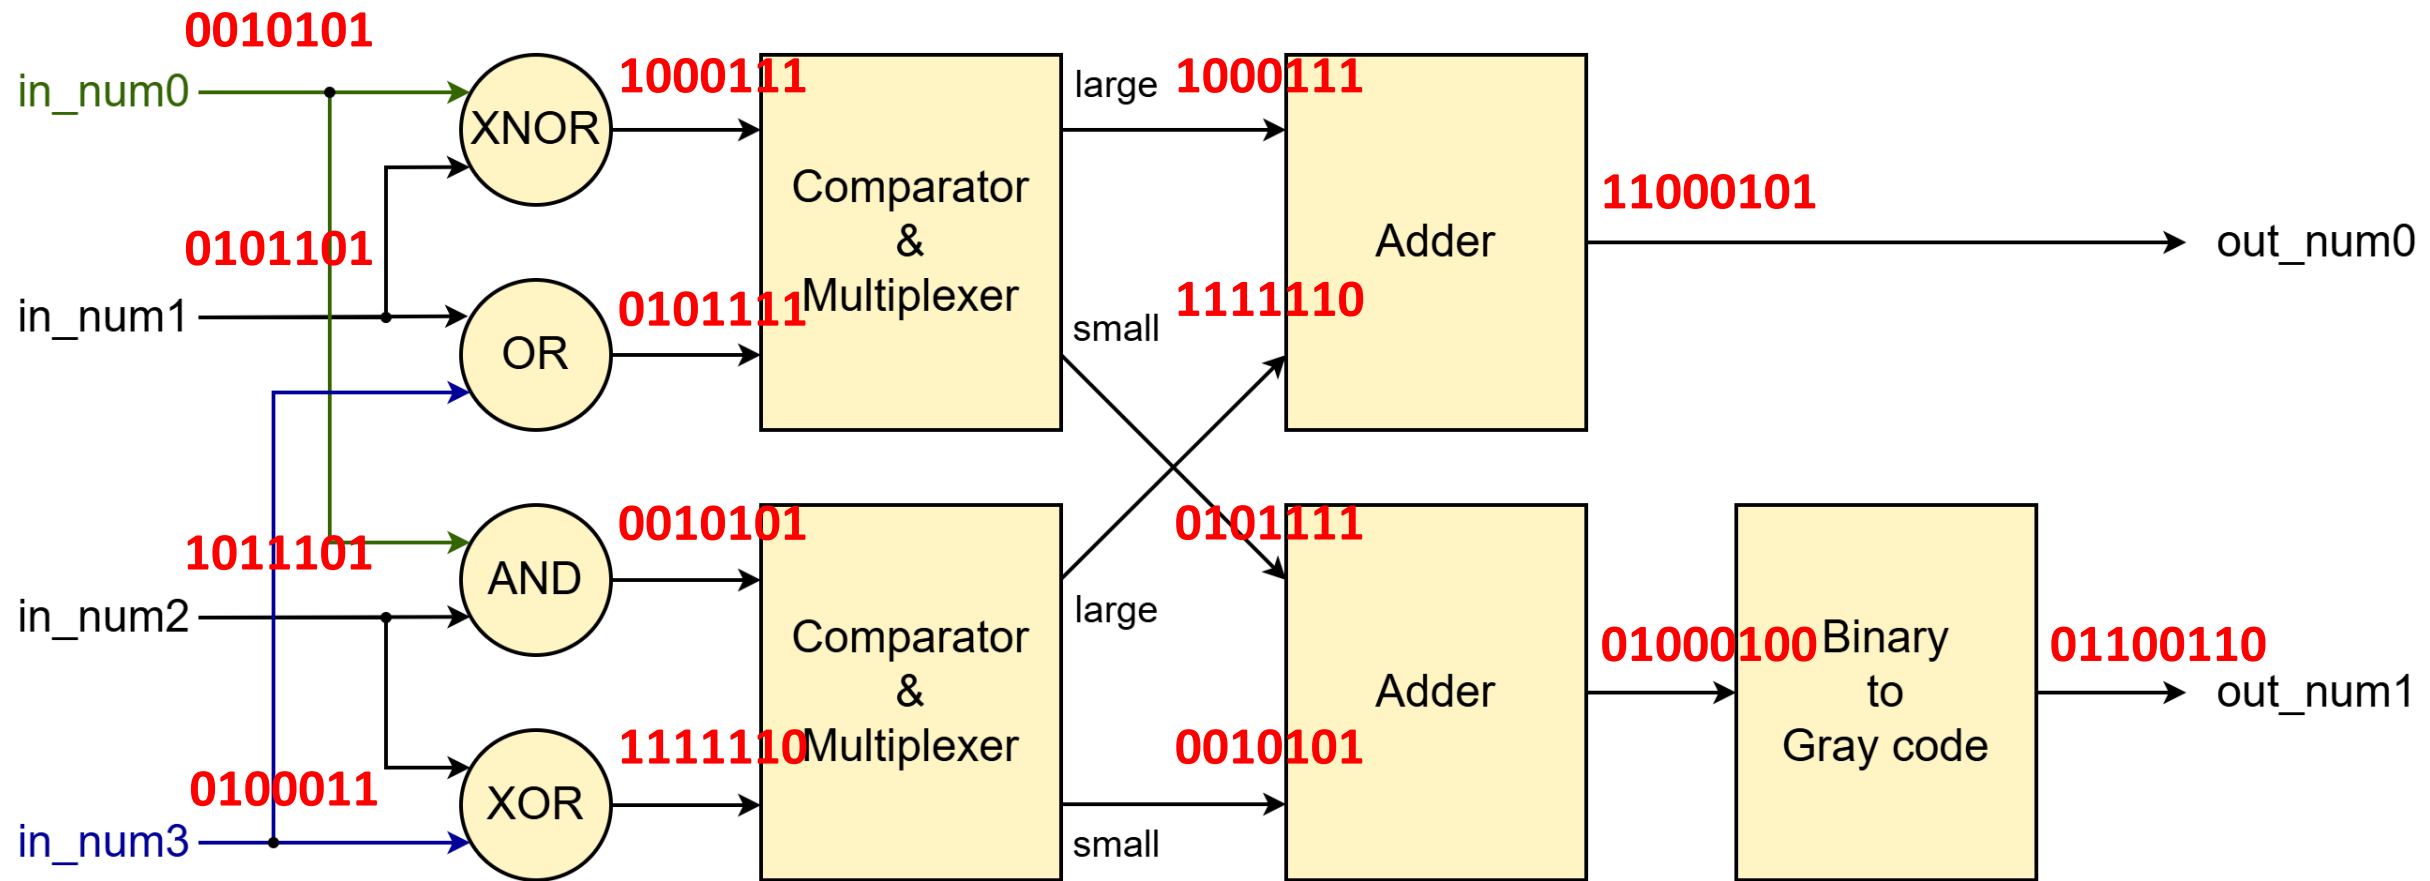 0010101
in_num0
XNOR
1000111
large
1000111
Comparator
&
Multiplexer
Adder
11000101
out_num0
0101101
in_num1
OR
0101111
small
1111110
1011101
in_num2
AND
0010101
large
0101111
Comparator
&
Multiplexer
Adder
01000100
Binary
to
Gray code
01100110
out_num1
0100011
in_num3
XOR
1111110
small
0010101